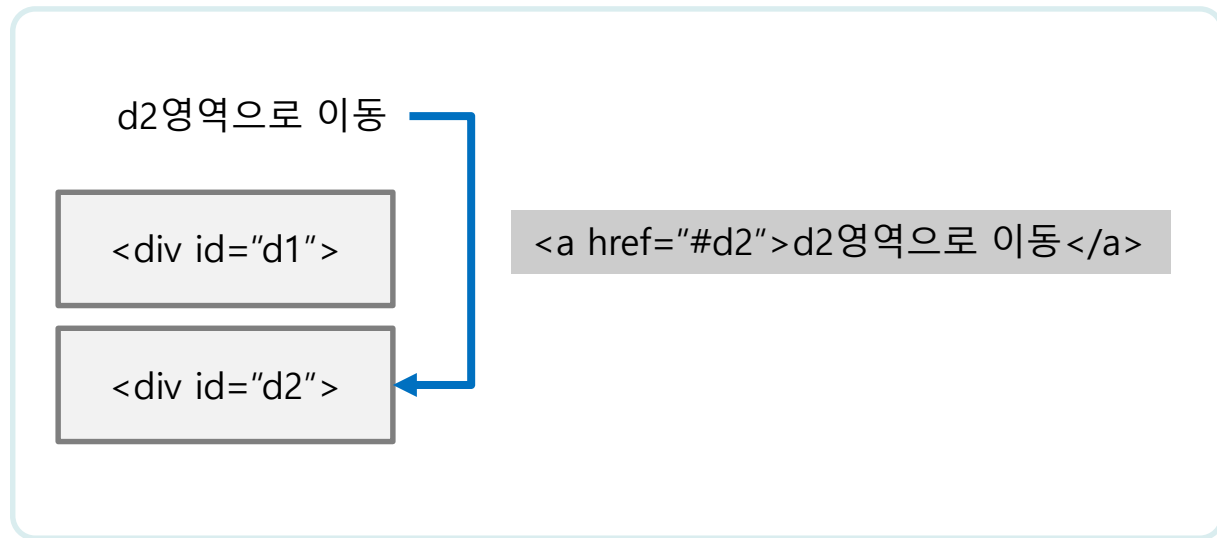 d2영역으로 이동
<div id="d1">
<a href="#d2">d2영역으로 이동</a>
<div id="d2">